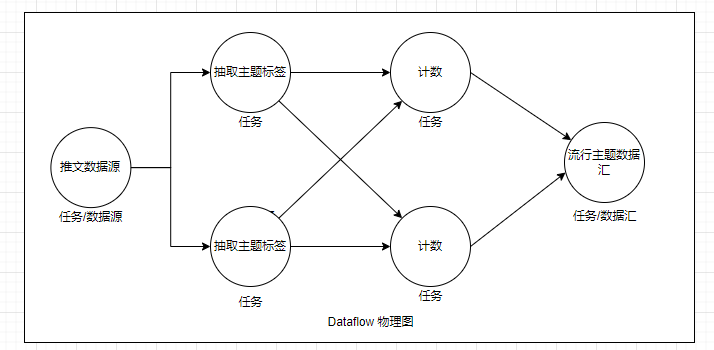 推文数据源
任务/数据源
抽取主题标签
任务
抽取主题标签
任务
计数
任务
计数
任务
流行主题数据
汇
任务/数据汇
Dataflow 物理图